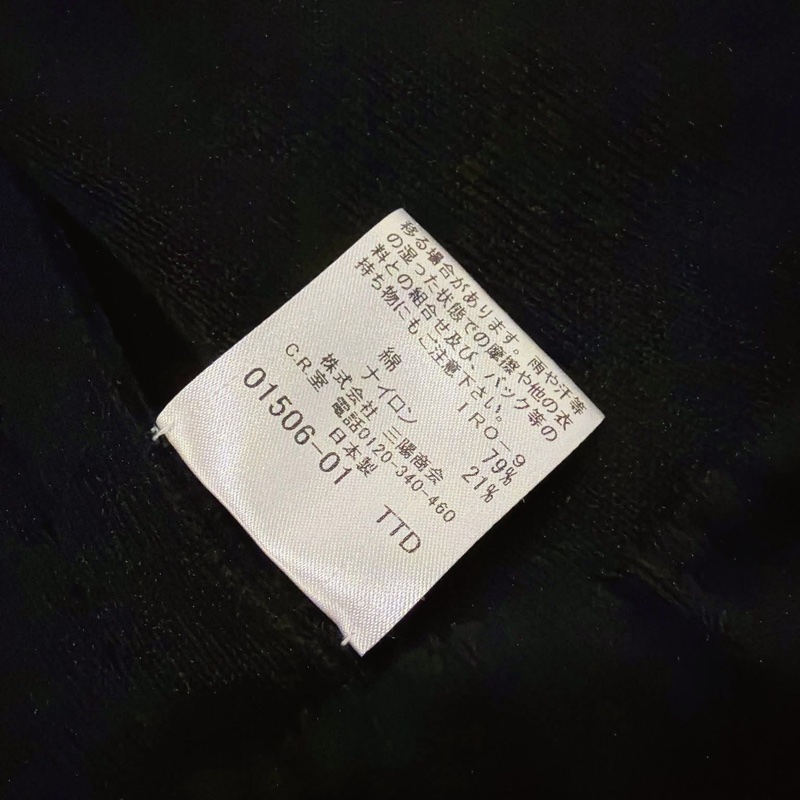 移る場合があります。雨や汗等
の湿った状態での摩擦や他の衣
料との組合せ及び、バック等の
持ち物にもご注意下さい。
IRO-9
綿 79%
ナイロン 21%
株式会社 三陽商会
C.R室 電話0120-340-460
日本製
01506-01 TTD